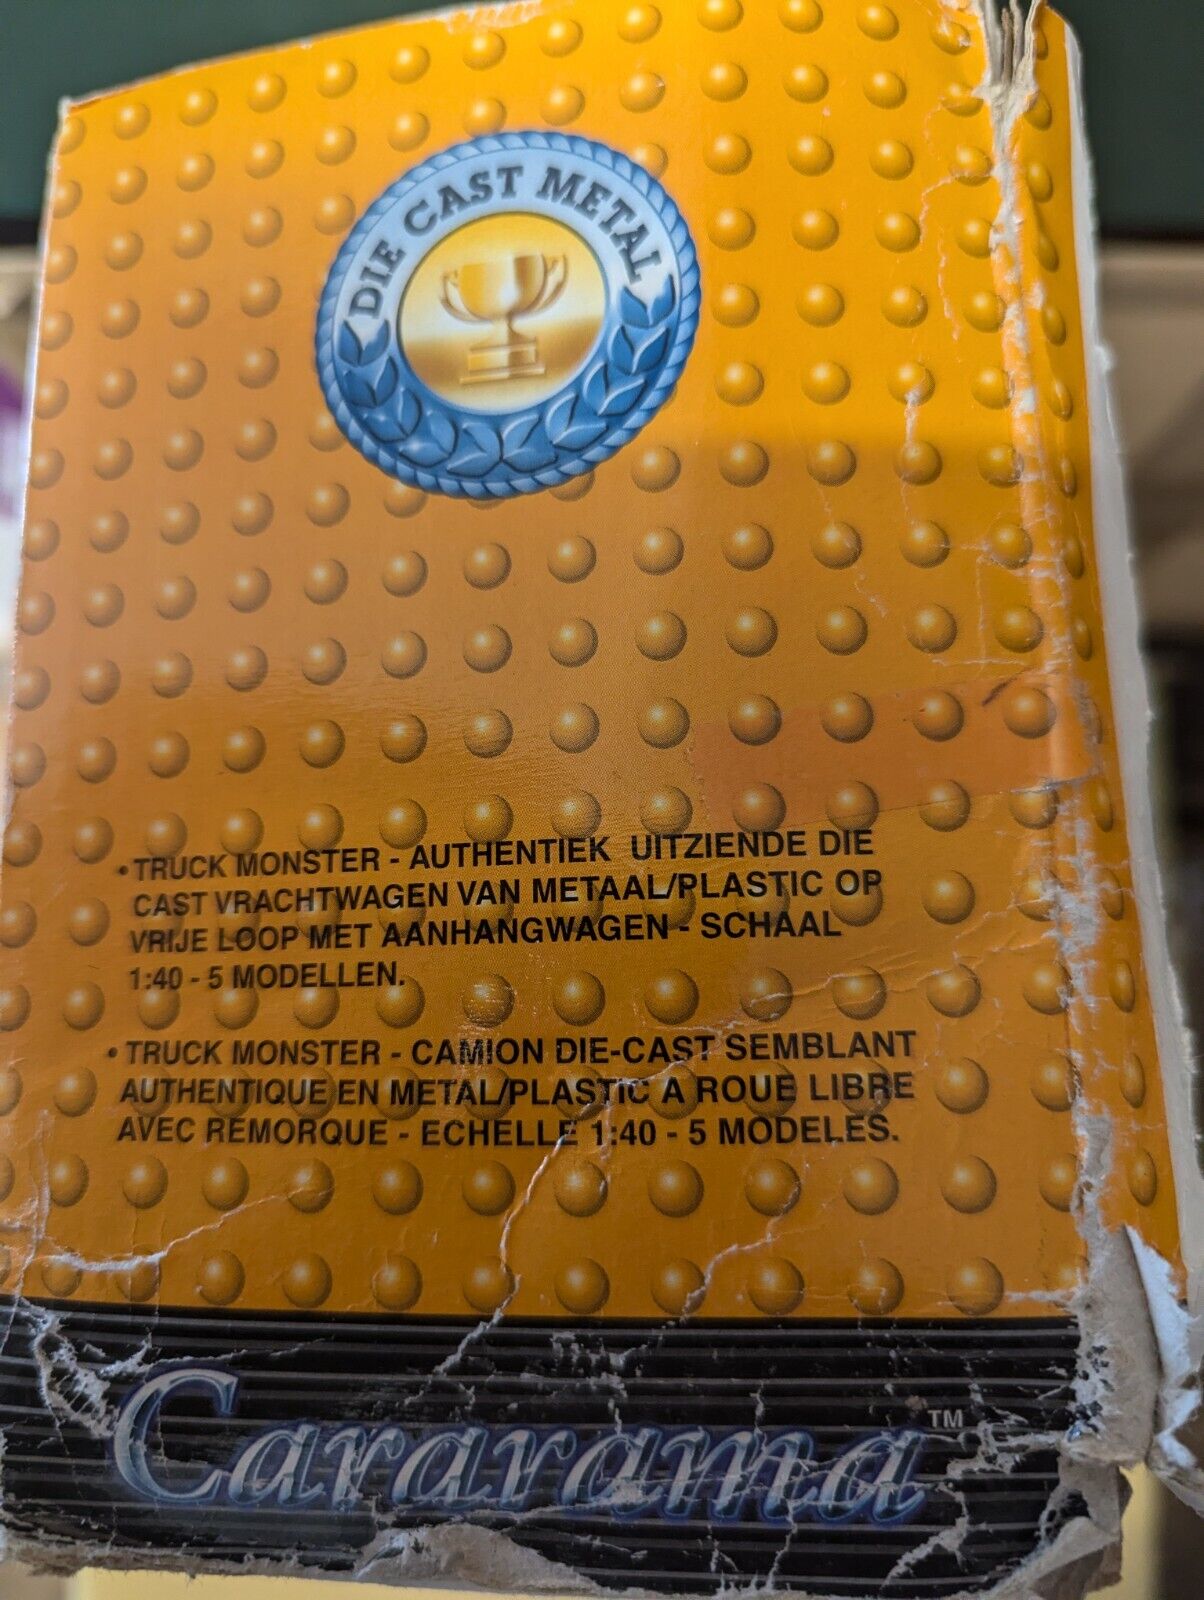 DIE CAST METAL
• TRUCK MONSTER - AUTHENTIEK UITZIENDE DIE
CAST VRACHTWAGEN VAN METAAL/PLASTIC OP
VRIJE LOOP MET AANHANGWAGEN - SCHAAL
1:40 - 5 MODELLEN.
• TRUCK MONSTER - CAMION DIE-CAST SEMBLANT
AUTHENTIQUE EN METAL/PLASTIC A ROUE LIBRE
AVEC REMORQUE - ECHELLE 1:40 - 5 MODELES.
Cararama™